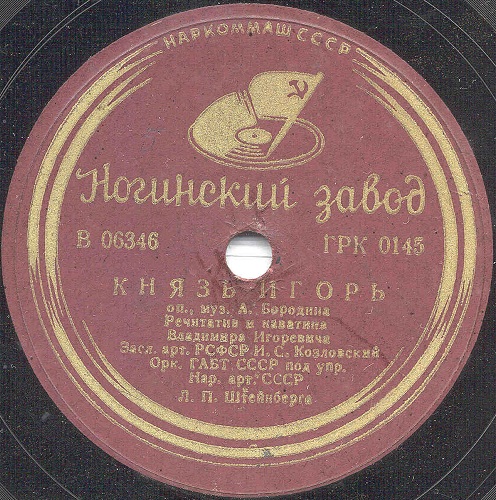 НАРКОММАШ СССР
Ногинский завод
В 06346 ГРК 0145
КНЯЗЬ ИГОРЬ
оп., муз. А. Бородина
Речитатив и каватина
Владимира Игоревича
Засл. арт. РСФСР И. С. Козловский
Орк. ГАБТ СССР под упр.
Нар. арт. СССР
Л. П. Штейнберга